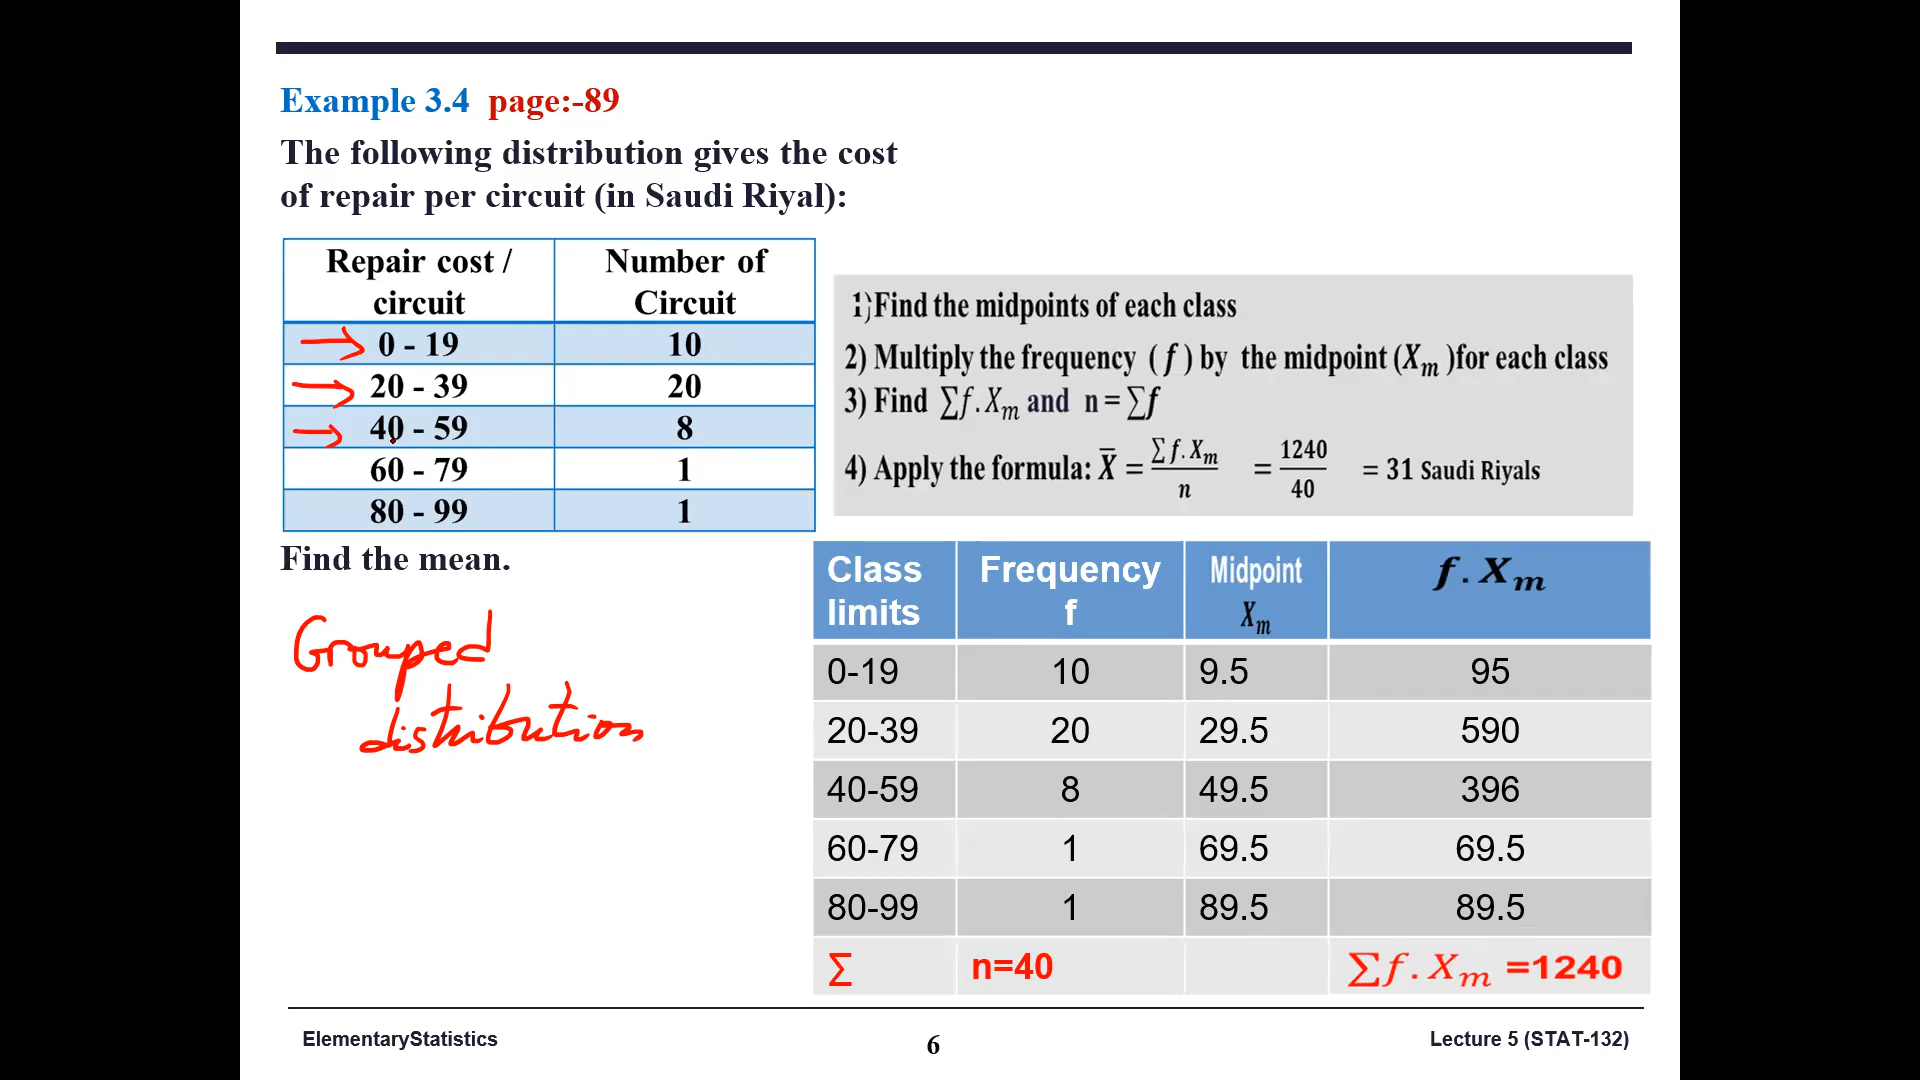 Example 3.4 page:-89
The following distribution gives the cost
of repair per circuit (in Saudi Riyal):
Repair cost / Number of
circuit Circuit
0 - 19 10
20 - 39 20
40 - 59 8
60 - 79 1
80 - 99 1
Find the mean.
Grouped
distribution
1)Find the midpoints of each class
2) Multiply the frequency ( f ) by the midpoint (Xₘ )for each class
3) Find ∑f.Xₘ and n = ∑f
4) Apply the formula: X̅ = ∑ f.Xₘ / n = 1240 / 40 = 31 Saudi Riyals
Class Frequency Midpoint f.Xₘ
limits f Xₘ
0-19 10 9.5 95
20-39 20 29.5 590
40-59 8 49.5 396
60-79 1 69.5 69.5
80-99 1 89.5 89.5
∑ n=40 ∑f.Xₘ =1240
ElementaryStatistics 6 Lecture 5 (STAT-132)